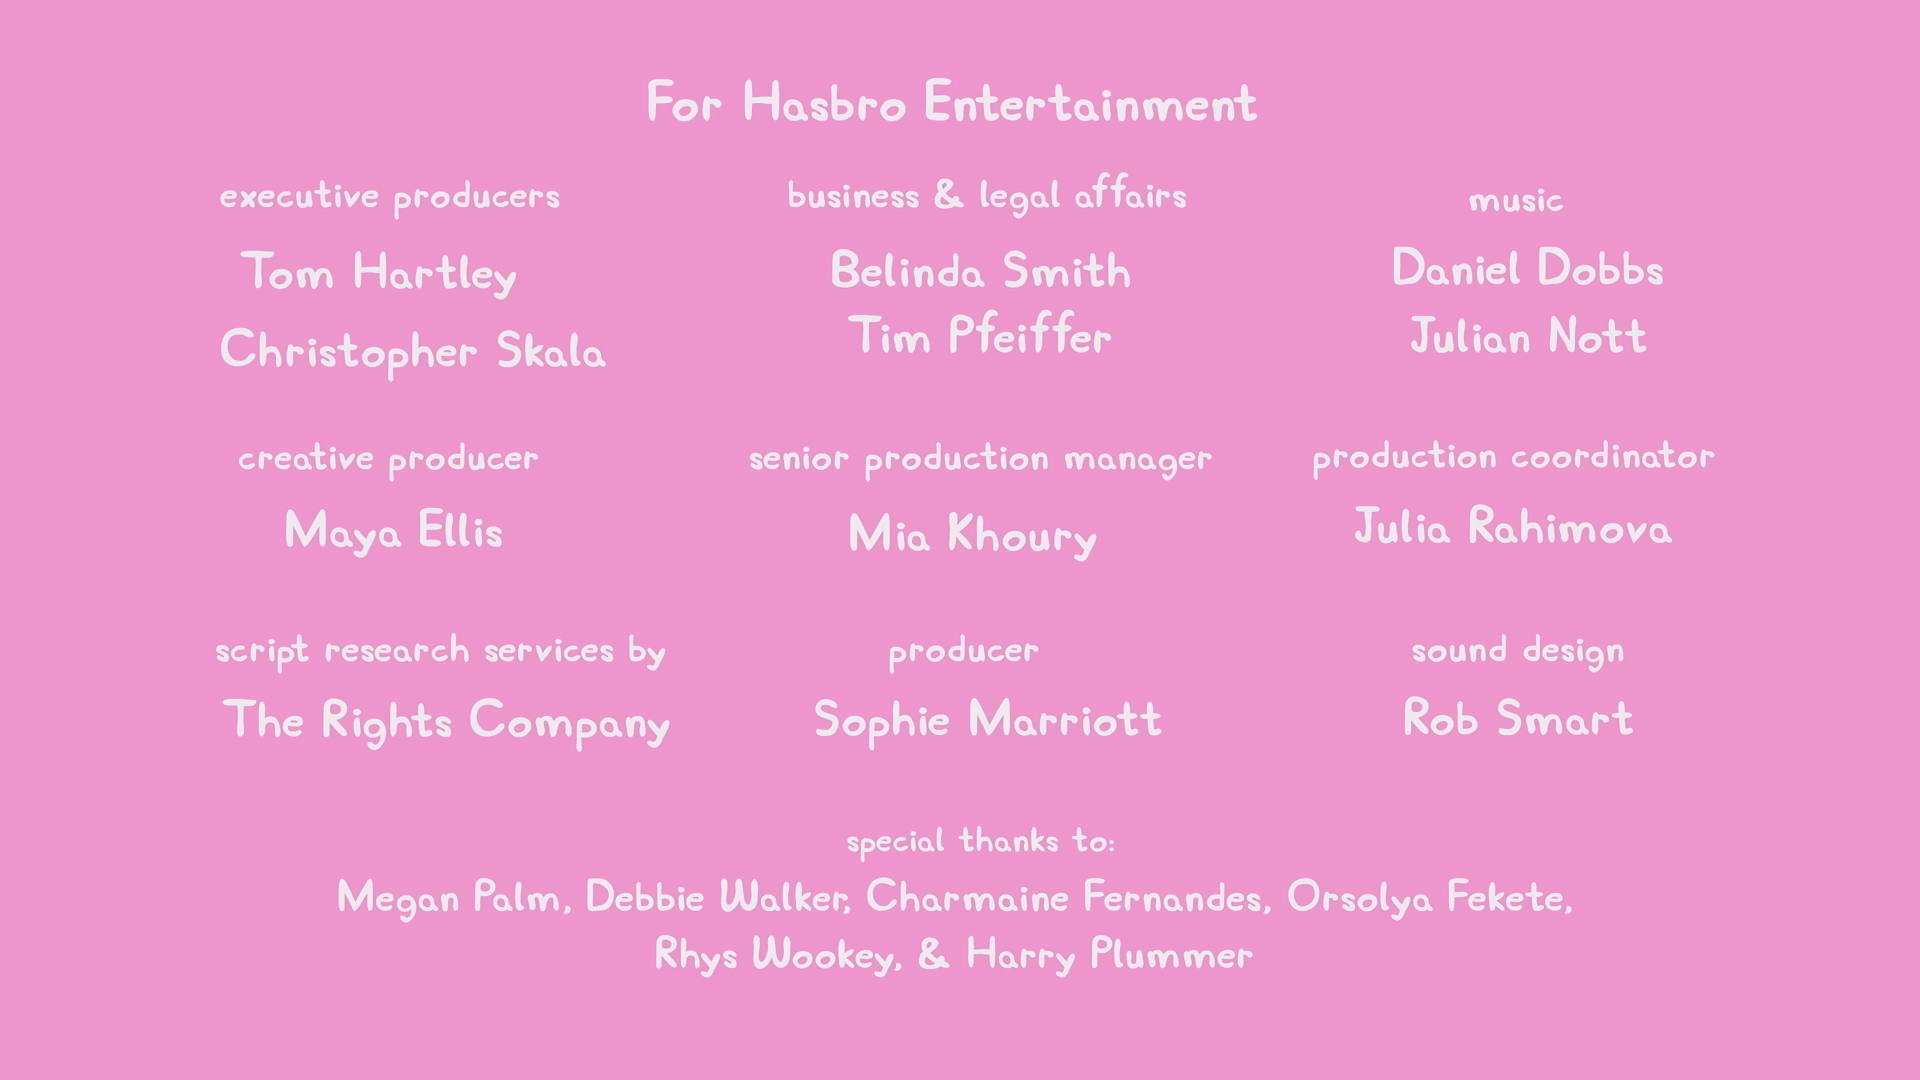 For Hasbro Entertainment
executive producers
Tom Hartley
Christopher Skala
business & legal affairs
Belinda Smith
Tim Pfeiffer
music
Daniel Dobbs
Julian Nott
creative producer
Maya Ellis
senior production manager
Mia Khoury
production coordinator
Julia Rahimova
script research services by
The Rights Company
producer
Sophie Marriott
sound design
Rob Smart
special thanks to:
Megan Palm, Debbie Walker, Charmaine Fernandes, Orsolya Fekete,
Rhys Wookey, & Harry Plummer